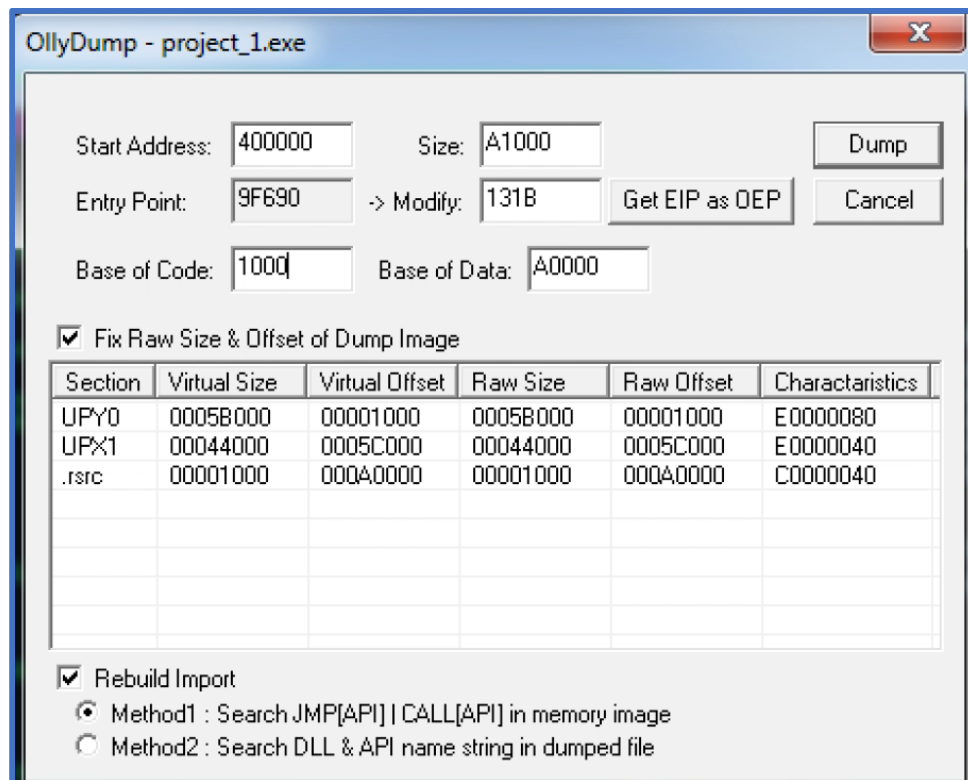 OllyDump - project_1.exe
Start Address: 400000 Size: A1000 Dump
Entry Point: 9F690 -> Modify: 131B Get EIP as OEP Cancel
Base of Code: 1000 Base of Data: A0000
Fix Raw Size & Offset of Dump Image
Section Virtual Size Virtual Offset Raw Size Raw Offset Charactaristics
UPY0 0005B000 00001000 0005B000 00001000 E0000080
UPX1 00044000 0005C000 00044000 0005C000 E0000040
.rsrc 00001000 000A0000 00001000 000A0000 C0000040
Rebuild Import
Method1 : Search JMP[API] | CALL[API] in memory image
Method2 : Search DLL & API name string in dumped file